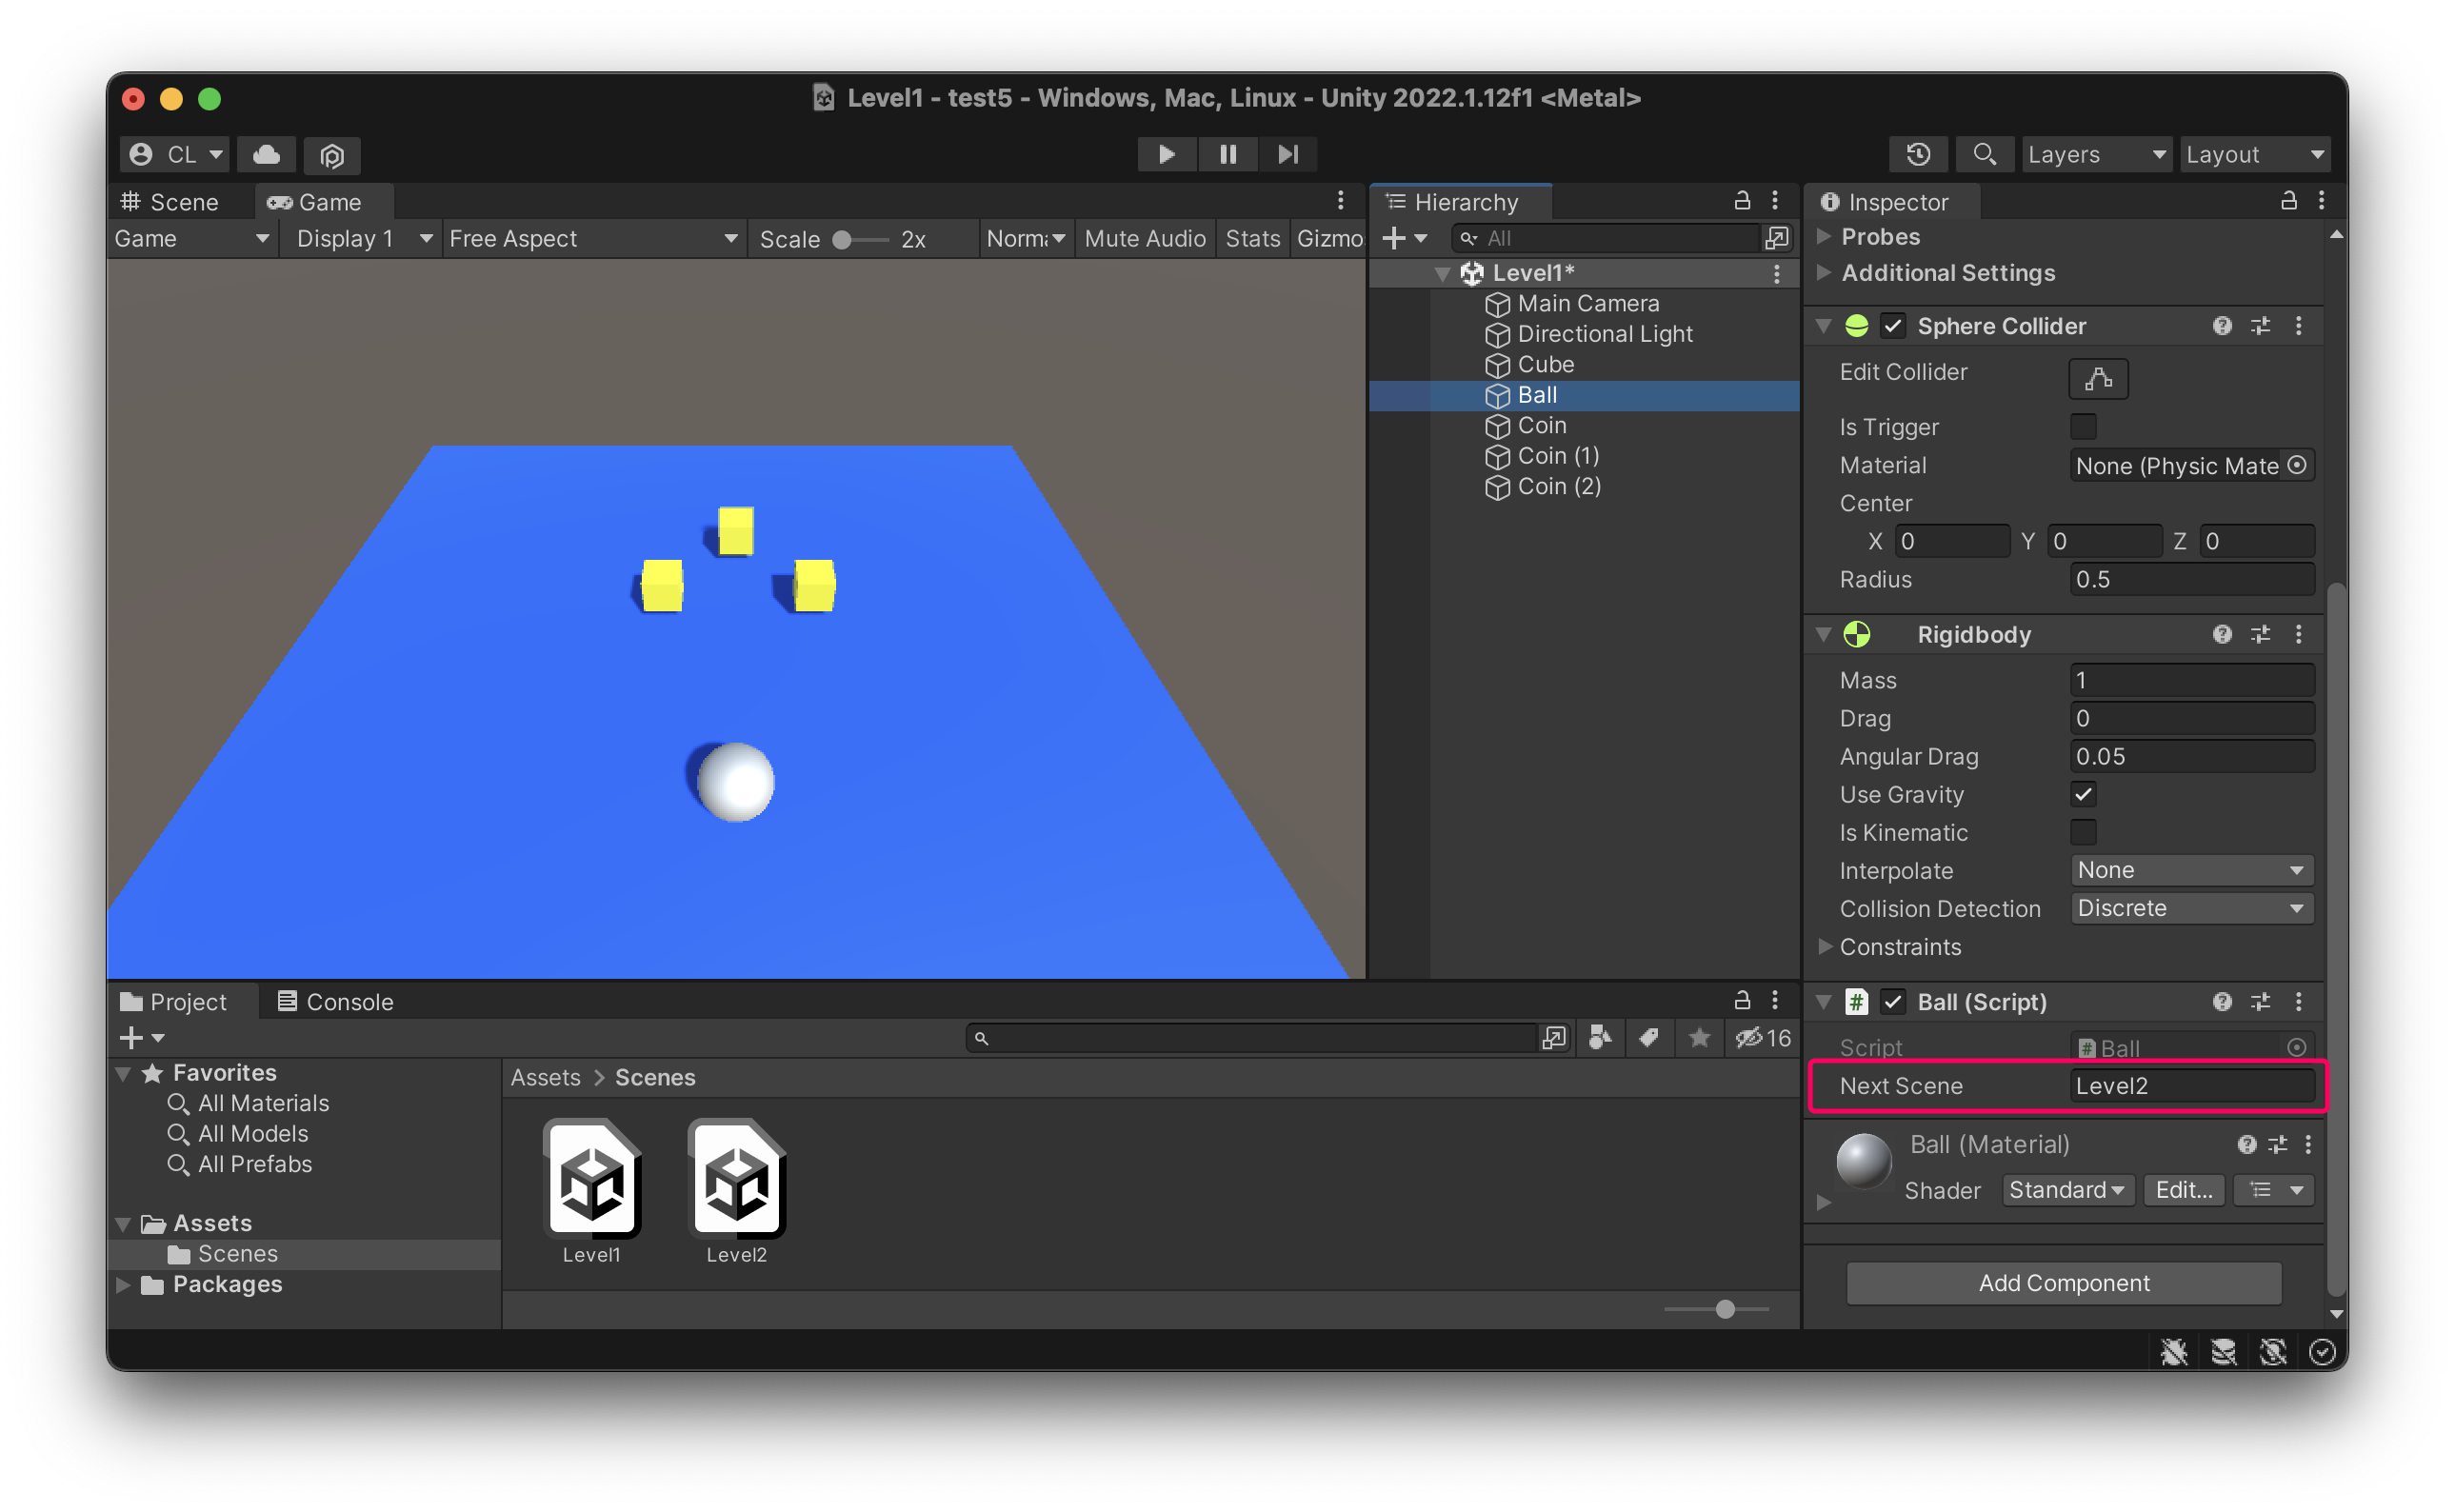 Level1 - test5 - Windows, Mac, Linux - Unity 2022.1.12f1 <Metal>
CL
Layers
Layout
Scene
Game
Game
Display 1
Free Aspect
Scale
2x
Norm
Mute Audio
Stats
Gizmo
Hierarchy
All
Level1*
Main Camera
Directional Light
Cube
Ball
Coin
Coin (1)
Coin (2)
Inspector
Probes
Additional Settings
Sphere Collider
Edit Collider
Is Trigger
Material
None (Physic Mate
Center
X 0 Y 0 Z 0
Radius 0.5
Rigidbody
Mass 1
Drag 0
Angular Drag 0.05
Use Gravity
Is Kinematic
Interpolate None
Collision Detection Discrete
Constraints
Ball (Script)
Script Ball
Next Scene Level2
Ball (Material)
Shader Standard Edit...
Add Component
Project
Console
16
Favorites
All Materials
All Models
All Prefabs
Assets
Scenes
Packages
Assets > Scenes
Level1
Level2